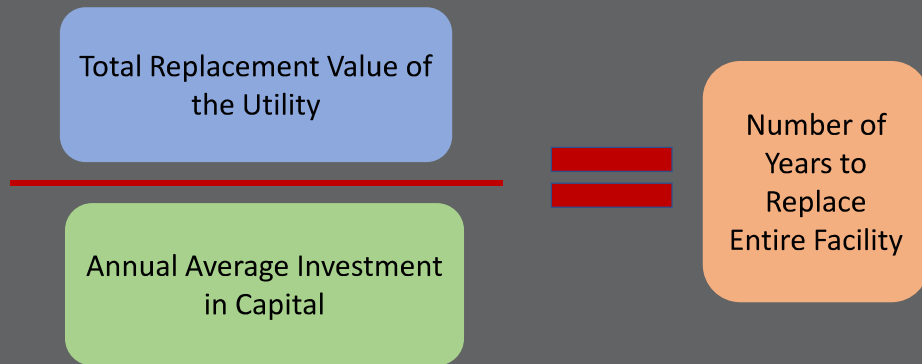 Total Replacement Value of
the Utility
Annual Average Investment
in Capital
Number of
Years to
Replace
Entire Facility